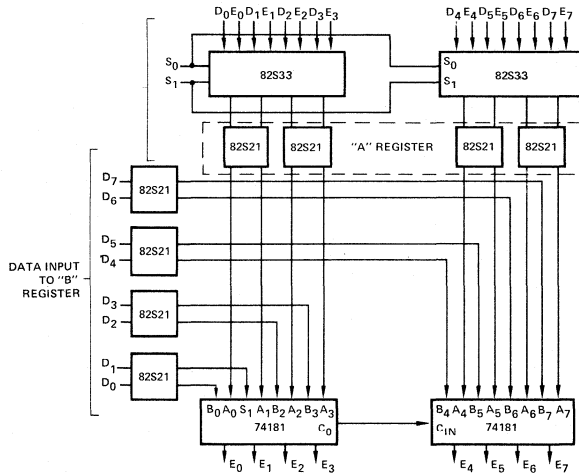 D0 E0 D1 E1 D2 E2 D3 E3
D4 E4 D5 E5 D6 E6 D7 E7
S0
S1
82S33
S0
S1
82S33
82S21
82S21
"A" REGISTER
82S21
82S21
D7
D6
82S21
D5
D4
82S21
DATA INPUT
TO "B"
REGISTER
D3
D2
82S21
D1
D0
82S21
B0 A0 S1 A1 B2 A2 B3 A3
C0
74181
B4 A4 B5 A5 B6 A6 B7 A7
CIN
74181
E0 E1 E2 E3
E4 E5 E6 E7